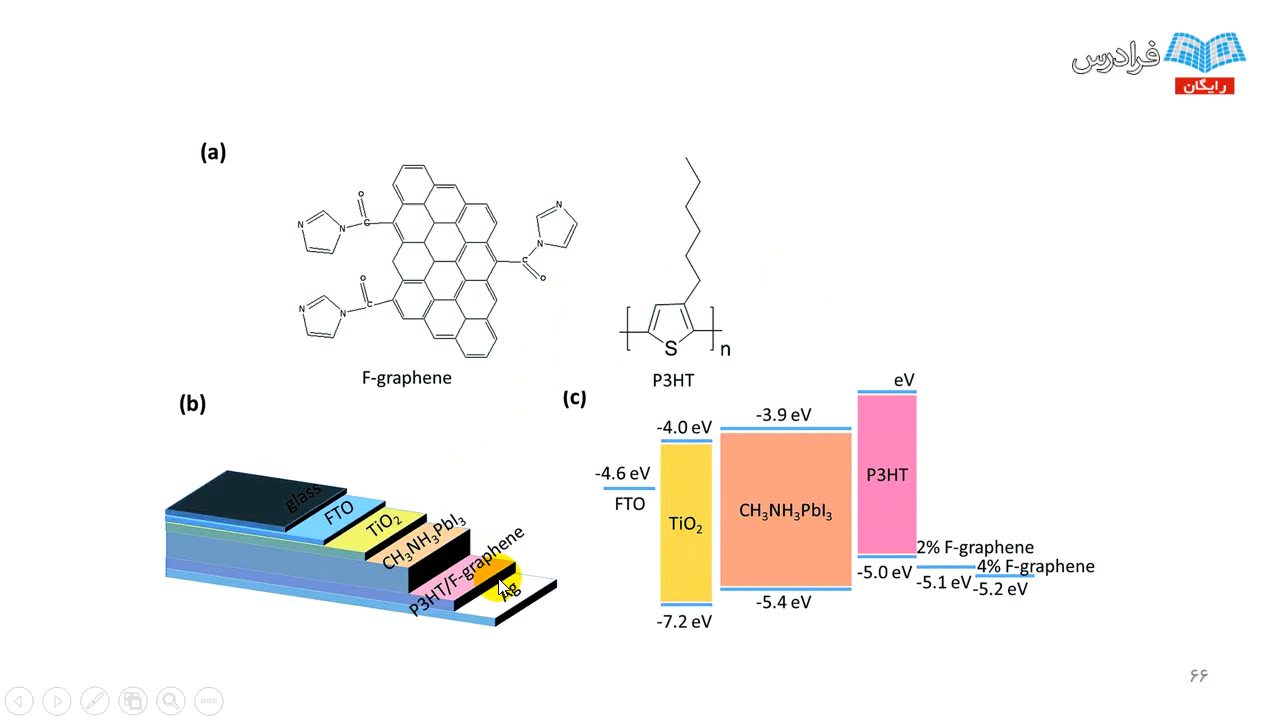 فرادرس
رایگان
(a)
O
N
N
C
O
N
N
C
N
N
C
O
S
n
F-graphene
P3HT
(b)
glass
FTO
TiO₂
CH₃NH₃PbI₃
P3HT/F-graphene
Ag
(c)
eV
-3.9 eV
-4.0 eV
-4.6 eV
FTO
TiO₂
CH₃NH₃PbI₃
P3HT
2% F-graphene
4% F-graphene
-5.0 eV
-5.1 eV
-5.2 eV
-5.4 eV
-7.2 eV
۶۶